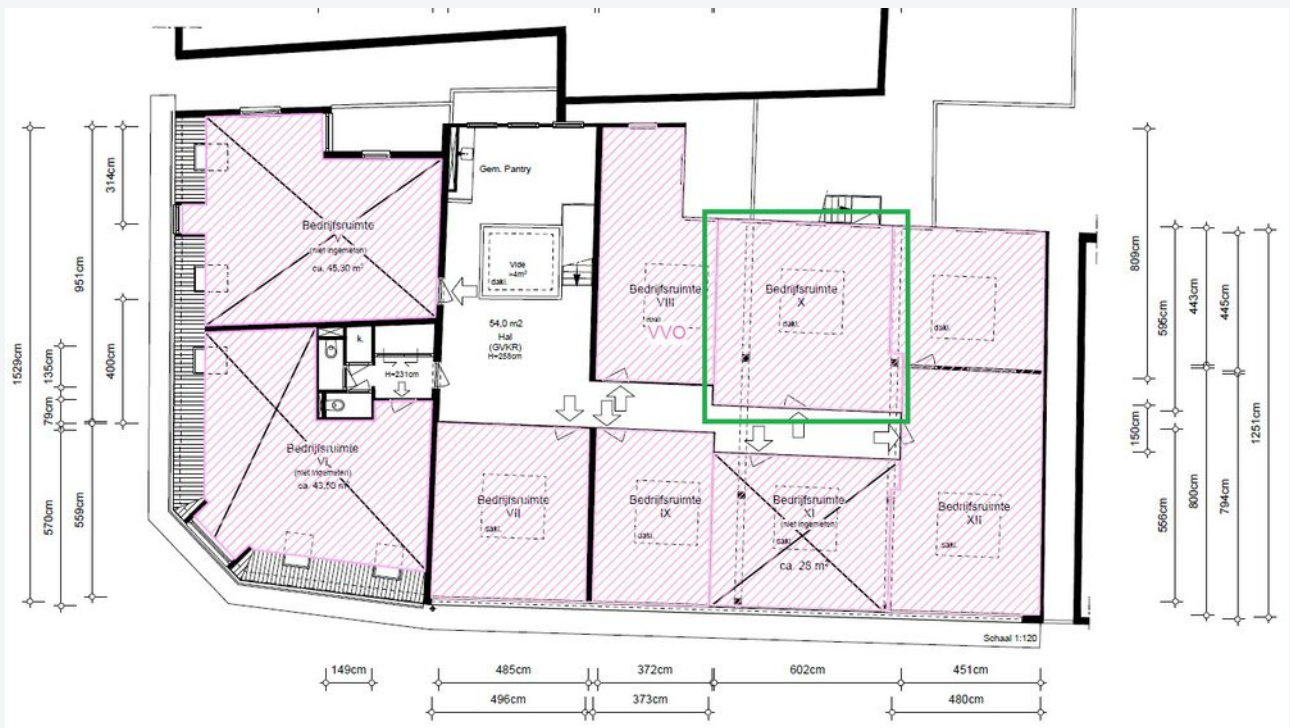 Gem. Pantry
Bedrijfsruimte
V
(niet ingemeten)
ca. 45,30 m²
Vide
>4m²
dakl.
54,0 m2
Hal
(GVKR)
H=258cm
k.
H=231cm
Bedrijfsruimte
VI
(niet ingemeten)
Bedrijfsruimte
VIII
dakl.
VVO
Bedrijfsruimte
X
dakl.
dakl.
Bedrijfsruimte
VII
dakl.
Bedrijfsruimte
IX
dakl.
Bedrijfsruimte
XI
(niet ingemeten)
dakl.
ca. 28 m²
Bedrijfsruimte
XII
dakl.
Schaal 1:120
1529cm
951cm
314cm
400cm
135cm
79cm
570cm
559cm
809cm
595cm
443cm
445cm
150cm
556cm
800cm
794cm
1251cm
149cm
485cm
372cm
602cm
451cm
496cm
373cm
480cm